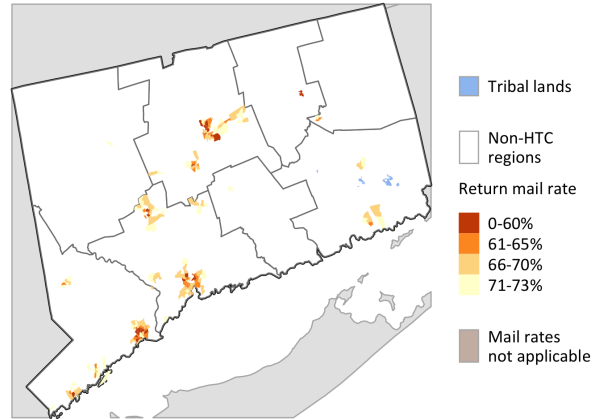 Tribal lands
Non-HTC
regions
Return mail rate
0-60%
61-65%
66-70%
71-73%
Mail rates
not applicable